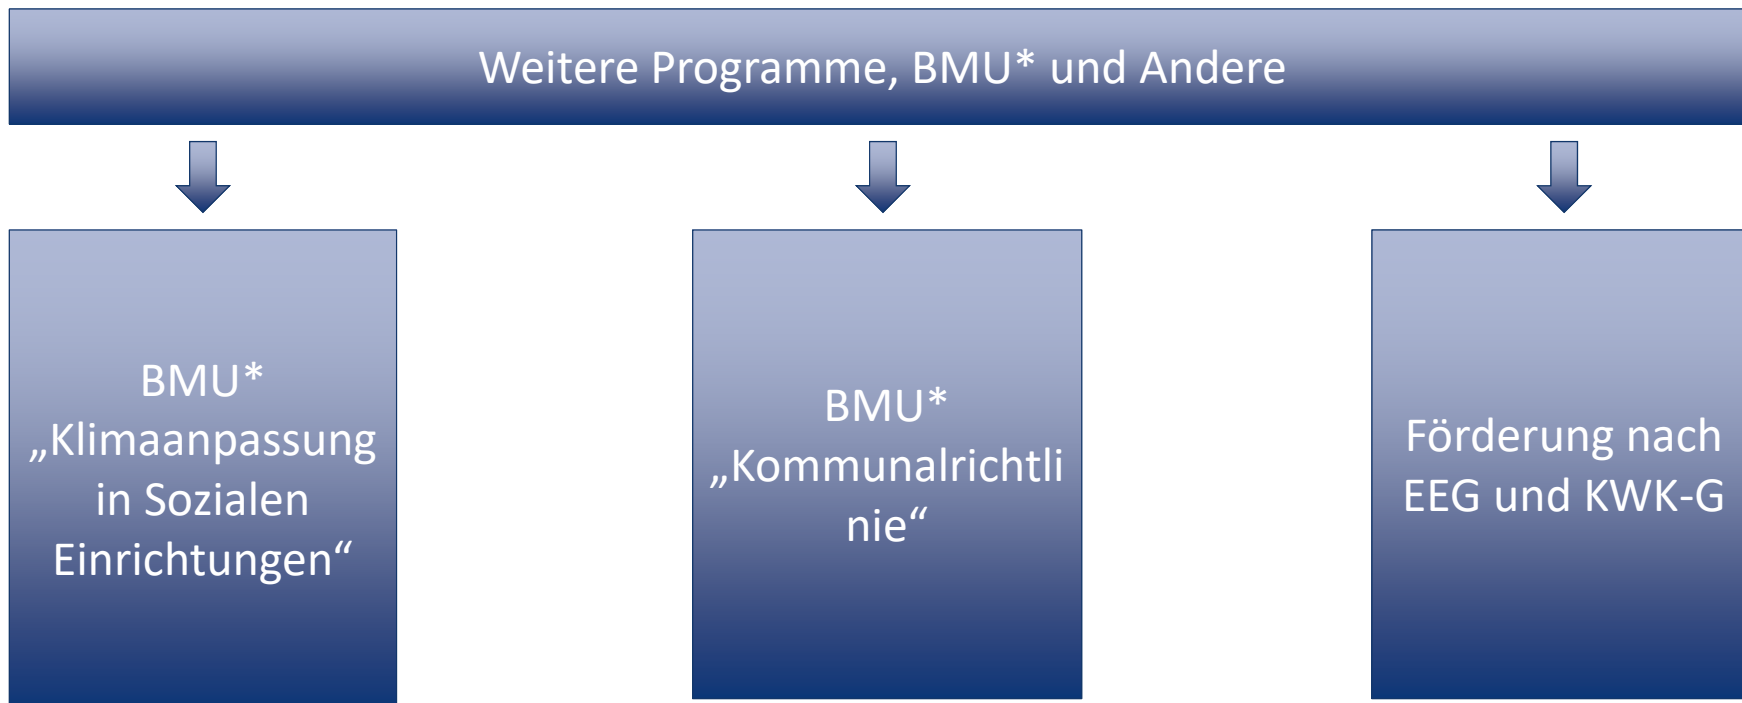 Weitere Programme, BMU* und Andere
BMU*
„Klimaanpassung
in Sozialen
Einrichtungen“
BMU*
„Kommunalrichtli
nie“
Förderung nach
EEG und KWK-G